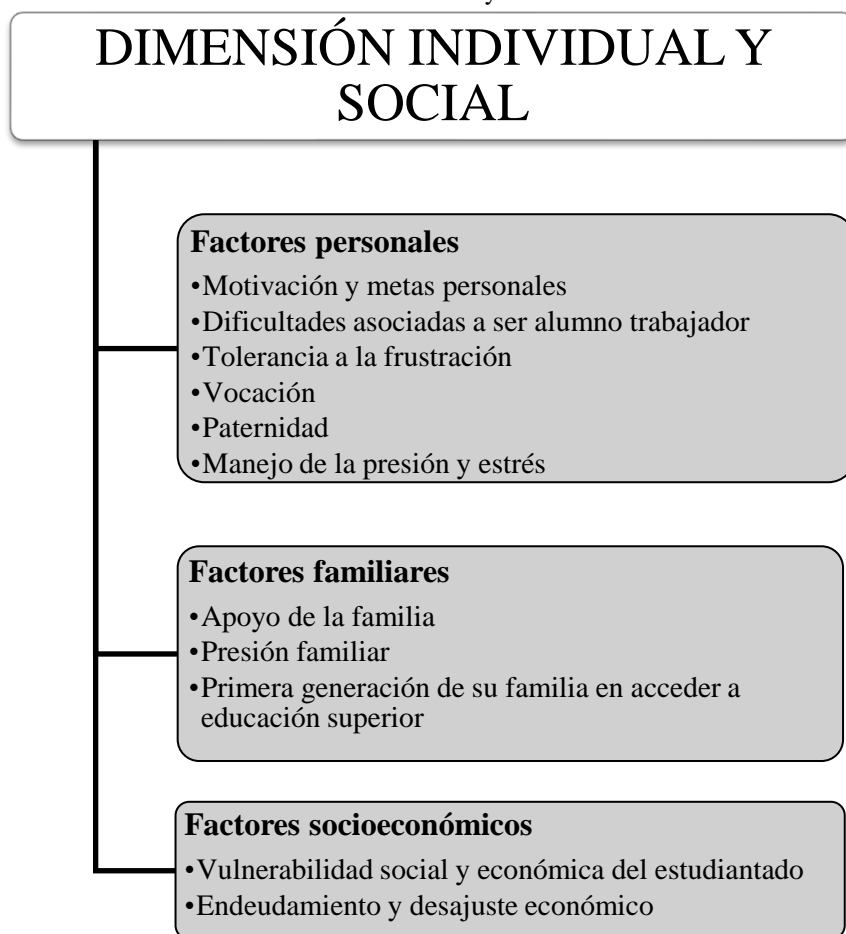 DIMENSIÓN INDIVIDUAL Y
SOCIAL
Factores personales
•Motivación y metas personales
•Dificultades asociadas a ser alumno trabajador
•Tolerancia a la frustración
•Vocación
•Paternidad
•Manejo de la presión y estrés
Factores familiares
•Apoyo de la familia
•Presión familiar
•Primera generación de su familia en acceder a
educación superior
Factores socioeconómicos
•Vulnerabilidad social y económica del estudiantado
•Endeudamiento y desajuste económico